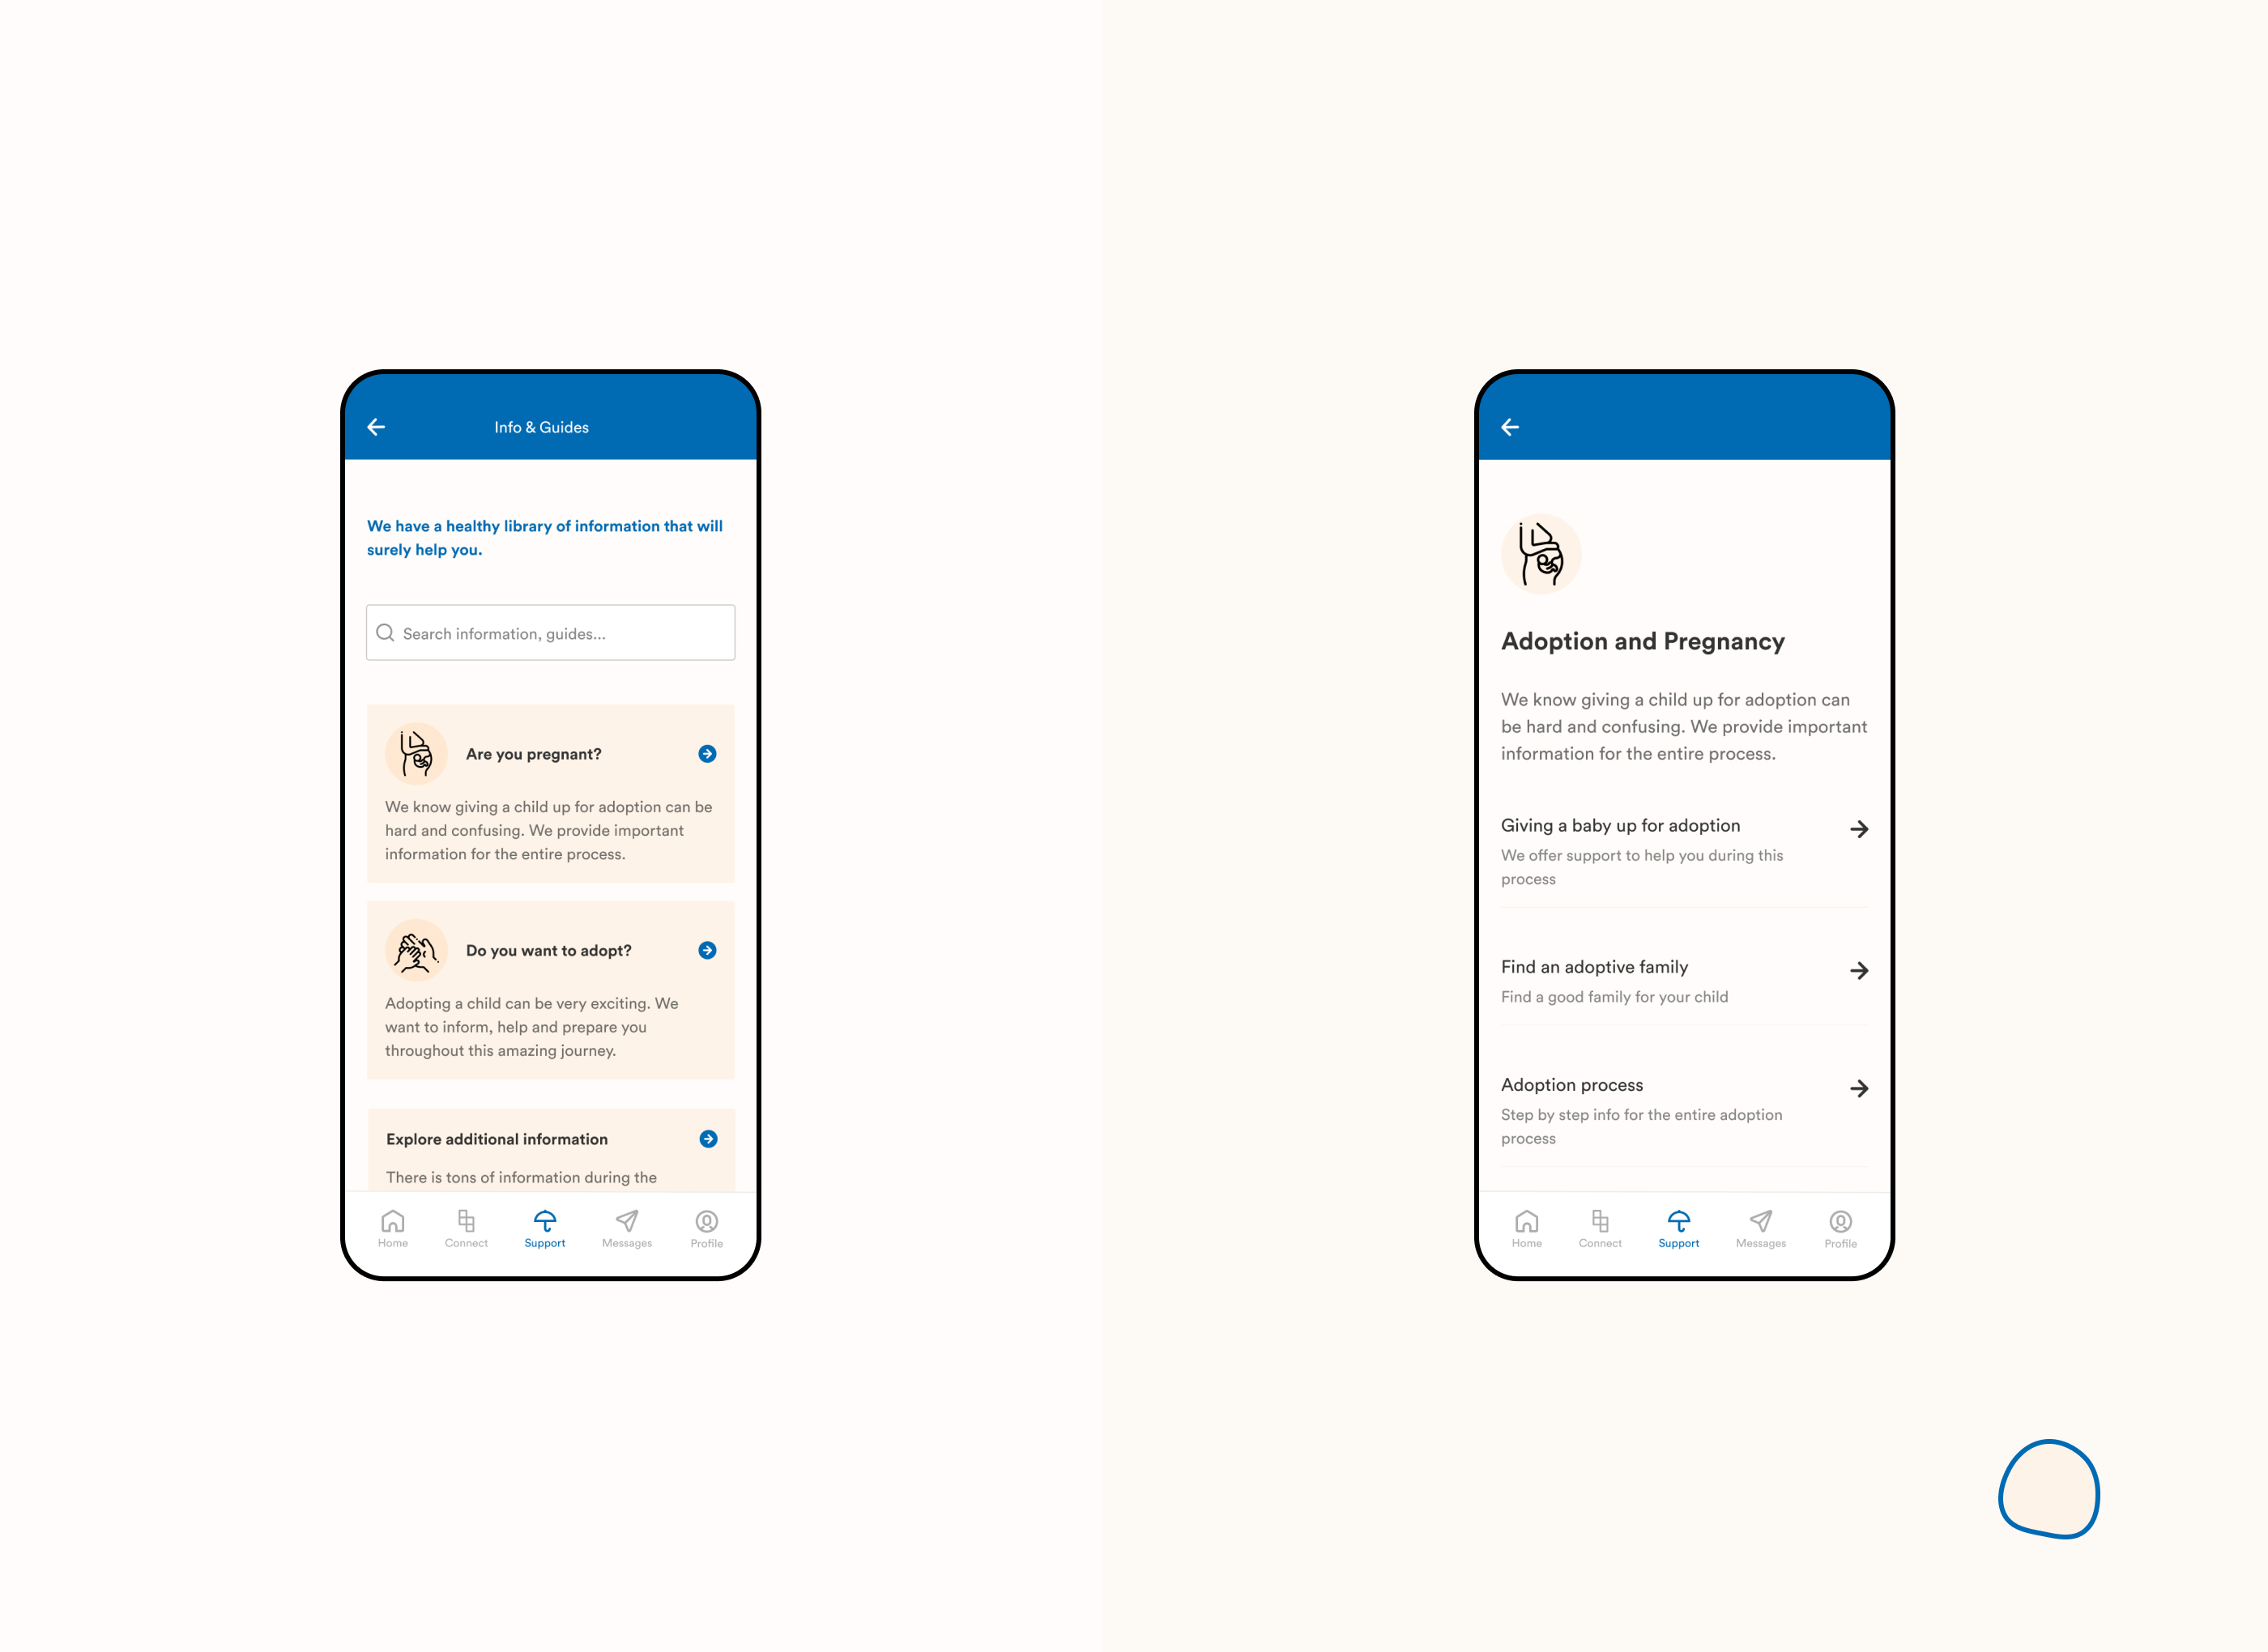 Info & Guides
We have a healthy library of information that will
surely help you.
Search information, guides...
Are you pregnant?
We know giving a child up for adoption can be
hard and confusing. We provide important
information for the entire process.
Do you want to adopt?
Adopting a child can be very exciting. We
want to inform, help and prepare you
throughout this amazing journey.
Explore additional information
There is tons of information during the
Home
Connect
Support
Messages
Profile
Adoption and Pregnancy
We know giving a child up for adoption can
be hard and confusing. We provide important
information for the entire process.
Giving a baby up for adoption
We offer support to help you during this
process
Find an adoptive family
Find a good family for your child
Adoption process
Step by step info for the entire adoption
process
Home
Connect
Support
Messages
Profile